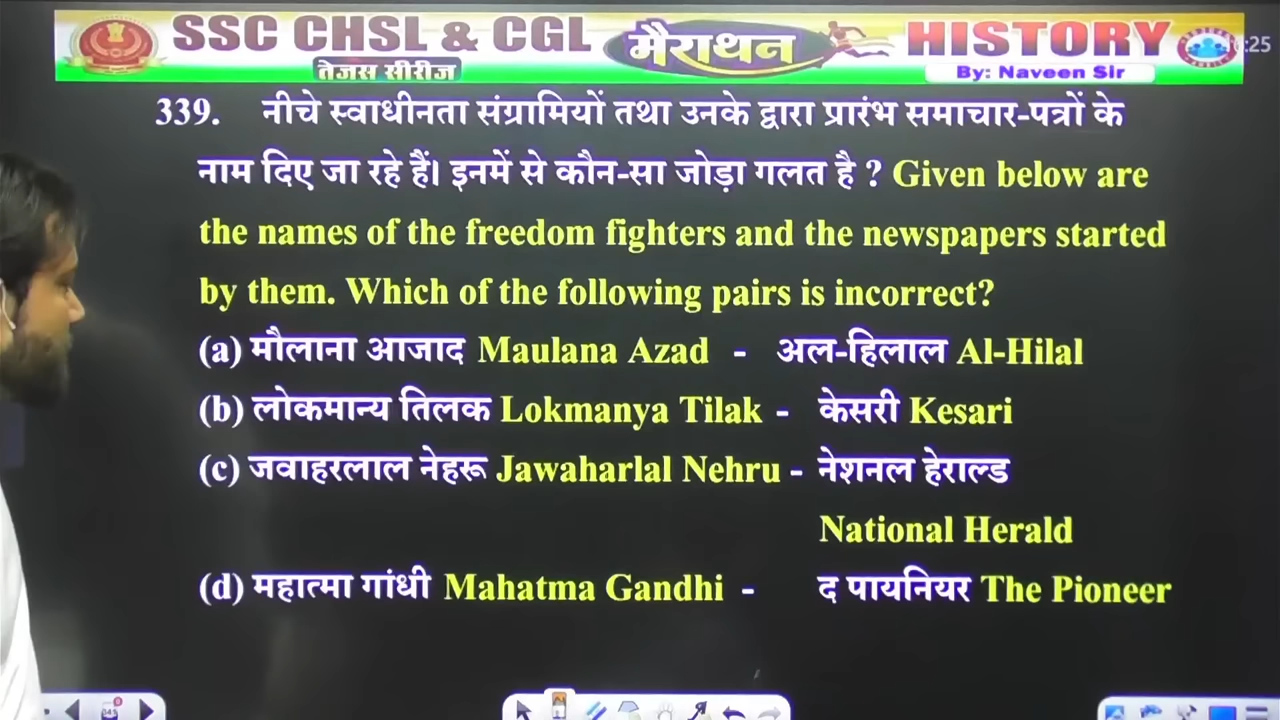 SSC CHSL & CGL मैराथन HISTORY
तेजस सीरीज By: Naveen Sir
339. नीचे स्वाधीनता संग्रामियों तथा उनके द्वारा प्रारंभ समाचार-पत्रों के
नाम दिए जा रहे हैं। इनमें से कौन-सा जोड़ा गलत है ? Given below are
the names of the freedom fighters and the newspapers started
by them. Which of the following pairs is incorrect?
(a) मौलाना आजाद Maulana Azad - अल-हिलाल Al-Hilal
(b) लोकमान्य तिलक Lokmanya Tilak - केसरी Kesari
(c) जवाहरलाल नेहरू Jawaharlal Nehru - नेशनल हेराल्ड
National Herald
(d) महात्मा गांधी Mahatma Gandhi - द पायनियर The Pioneer